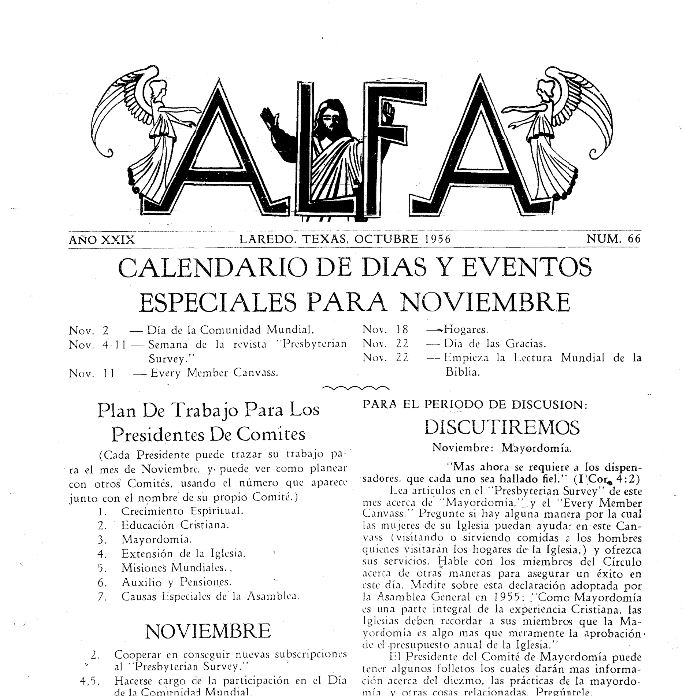 ALFA
AÑO XXIX LAREDO, TEXAS, OCTUBRE 1956 NUM. 66
CALENDARIO DE DIAS Y EVENTOS
ESPECIALES PARA NOVIEMBRE
Nov. 2 — Día de la Comunidad Mundial.
Nov. 4-11 — Semana de la revista "Presbyterian
Survey."
Nov. 11 — Every Member Canvass.
Nov. 18 — Hogares.
Nov. 22 — Día de las Gracias.
Nov. 22 — Empieza la Lectura Mundial de la
Biblia.
Plan De Trabajo Para Los
Presidentes De Comites
(Cada Presidente puede trazar su trabajo pa-
ra el mes de Noviembre, y puede ver como planear
con otros Comités, usando el número que aparece
junto con el nombre de su propio Comité.)
1. Crecimiento Espiritual.
2. Educación Cristiana.
3. Mayordomía.
4. Extensión de la Iglesia.
5. Misiones Mundiales.
6. Auxilio y Pensiones.
7. Causas Especiales de la Asamblea.
NOVIEMBRE
2. Cooperar en conseguir nuevas subscripciones
al "Presbyterian Survey."
4.5. Hacerse cargo de la participación en el Día
de la Comunidad Mundial.
PARA EL PERIODO DE DISCUSION:
DISCUTIREMOS
Noviembre: Mayordomía.
"Mas ahora se requiere a los dispen-
sadores, que cada uno sea hallado fiel." (I Cor. 4:2)
Lea artículos en el "Presbyterian Survey" de este
mes acerca de "Mayordomía," y el "Every Member
Canvass." Pregunte si hay alguna manera por la cual
las mujeres de su Iglesia puedan ayudar en este Can-
vass (visitando o sirviendo comidas a los hombres
quienes visitarán los hogares de la Iglesia,) y ofrezca
sus servicios. Hable con los miembros del Círculo
acerca de otras maneras para asegurar un éxito en
este día. Medite sobre esta declaración adoptada por
la Asamblea General en 1955: "Como Mayordomía
es una parte integral de la experiencia Cristiana, las
Iglesias deben recordar a sus miembros que la Ma-
yordomía es algo mas que meramente la aprobación
de el presupuesto anual de la Iglesia."
El Presidente del Comité de Mayordomía puede
tener algunos folletos los cuales darán mas informa-
ción acerca del diezmo, las prácticas de la mayordo-
mía y otras cosas relacionadas. Pregúntele.